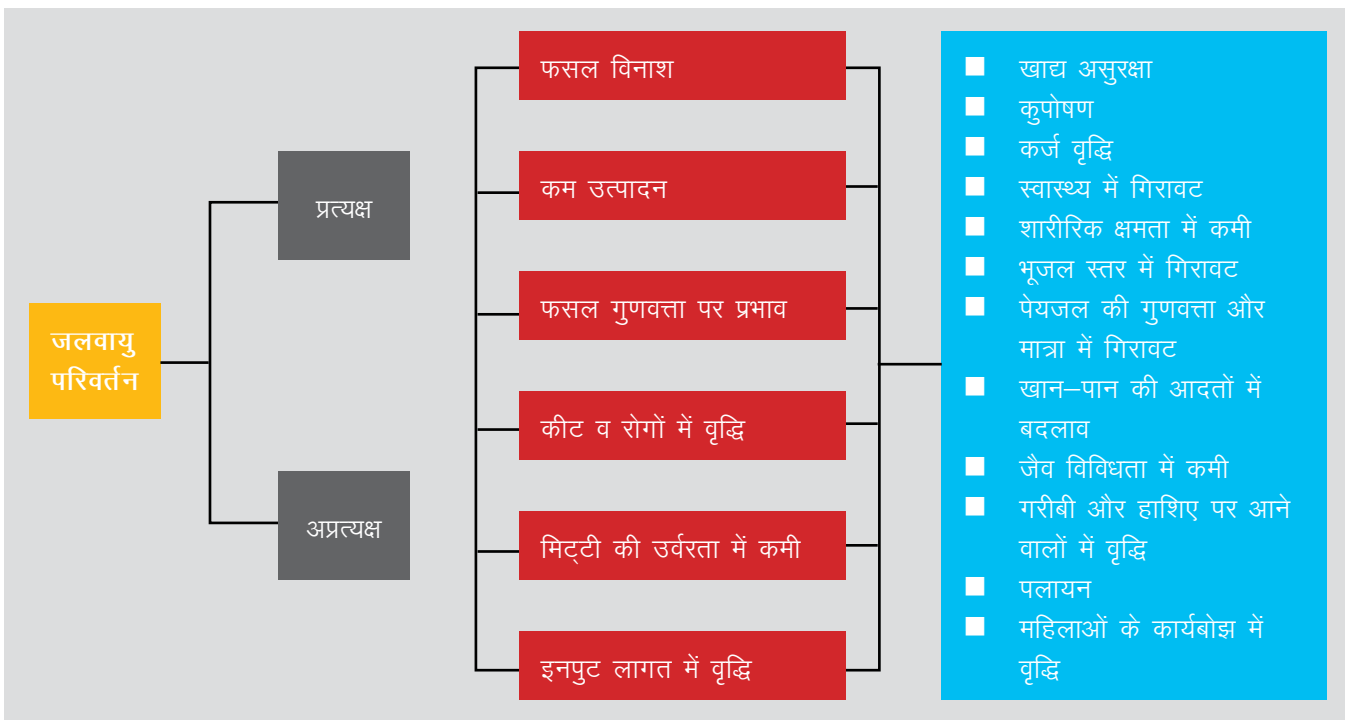 जलवायु
परिवर्तन
प्रत्यक्ष
अप्रत्यक्ष
फसल विनाश
कम उत्पादन
फसल गुणवत्ता पर प्रभाव
कीट व रोगों में वृद्धि
मिट्टी की उर्वरता में कमी
इनपुट लागत में वृद्धि
खाद्य असुरक्षा
कुपोषण
कर्ज वृद्धि
स्वास्थ्य में गिरावट
शारीरिक क्षमता में कमी
भूजल स्तर में गिरावट
पेयजल की गुणवत्ता और
मात्रा में गिरावट
खान–पान की आदतों में
बदलाव
जैव विविधता में कमी
गरीबी और हाशिए पर आने
वालों में वृद्धि
पलायन
महिलाओं के कार्यबोझ में
वृद्धि